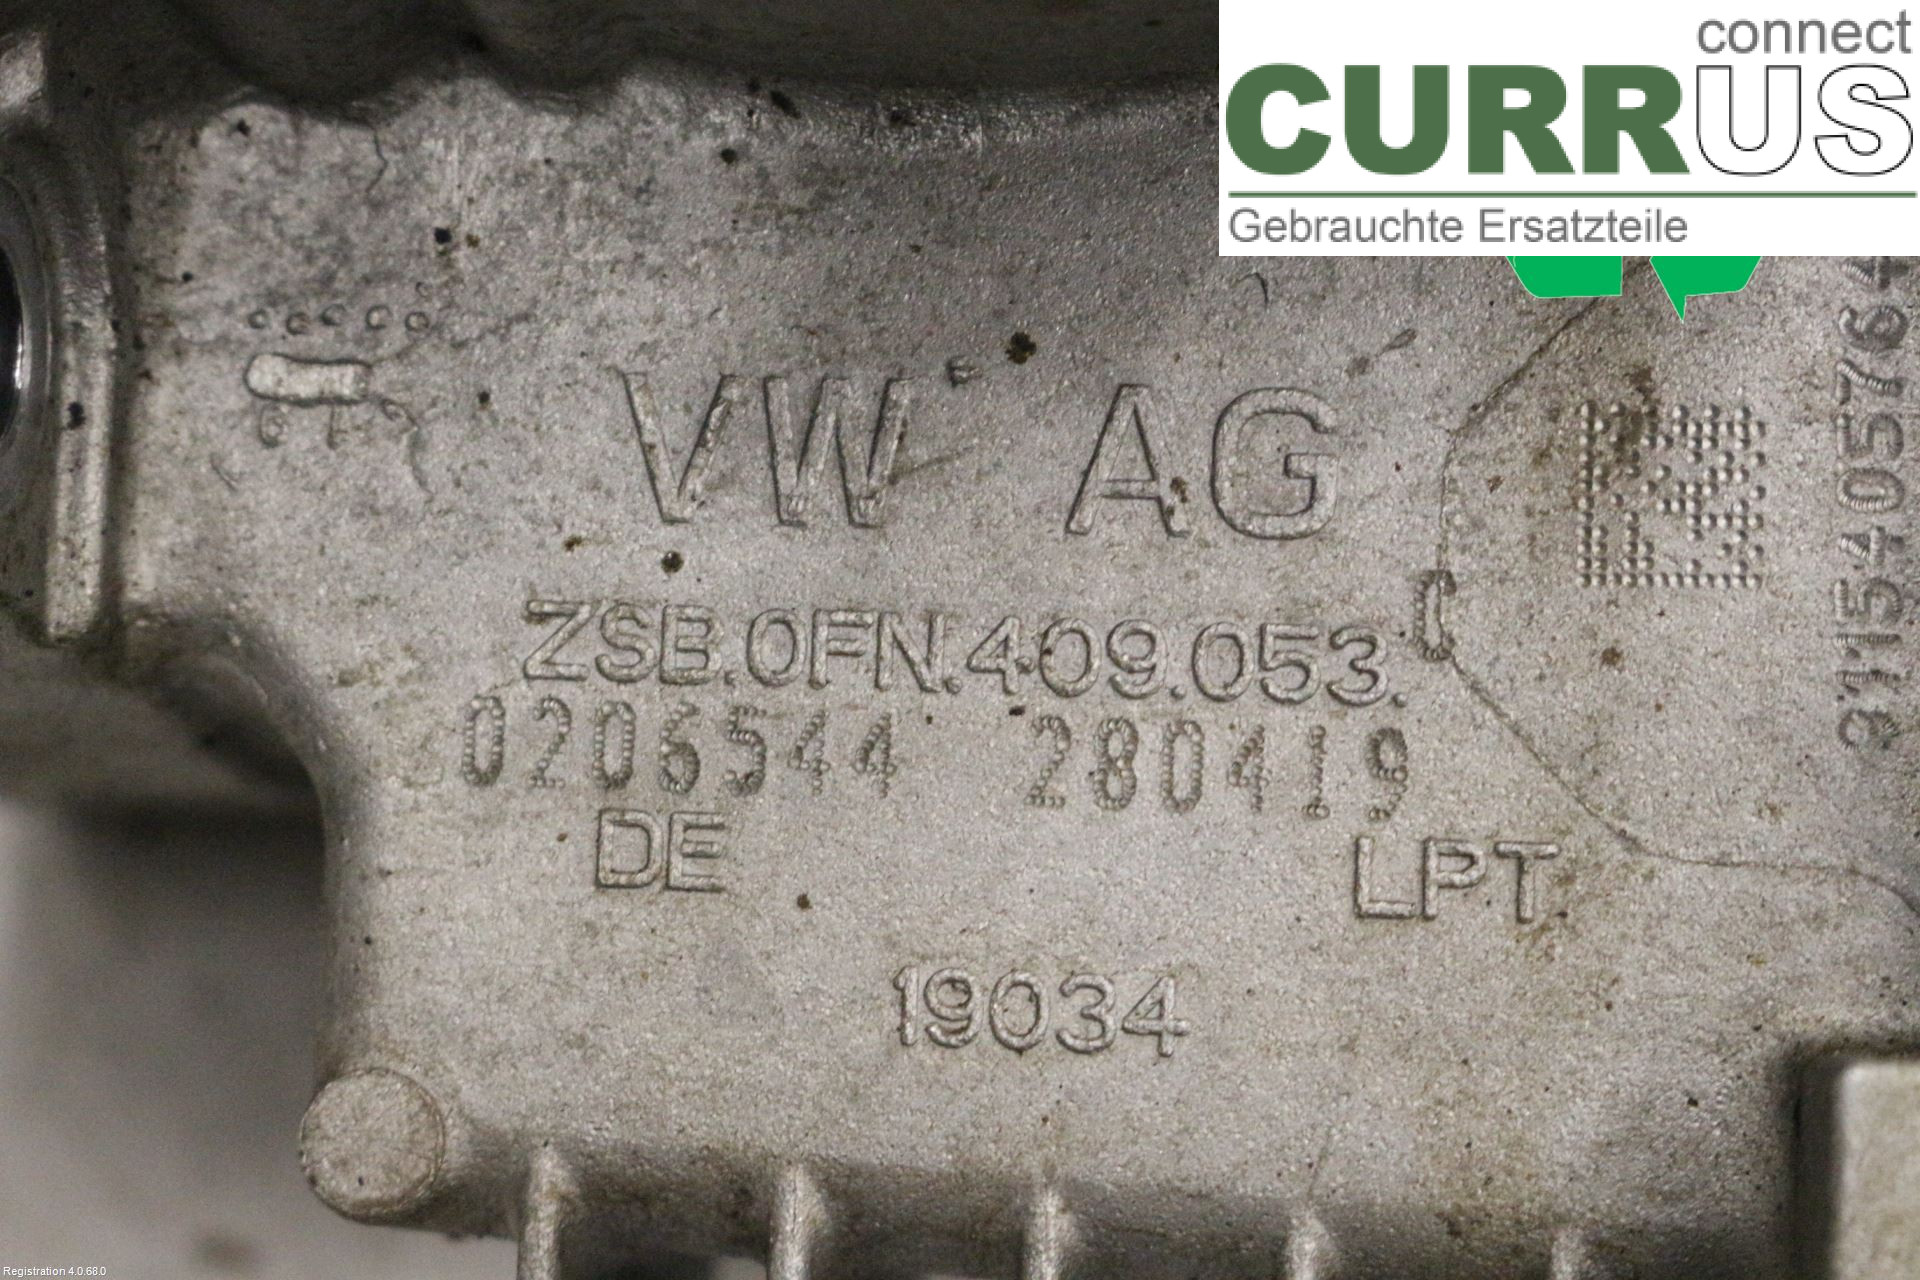 connect
CURRUS
Gebrauchte Ersatzteile
VW AG
ZSB.0FN.409.053.
0206544 280419
DE LPT
19034
Registration 4.0.68.0